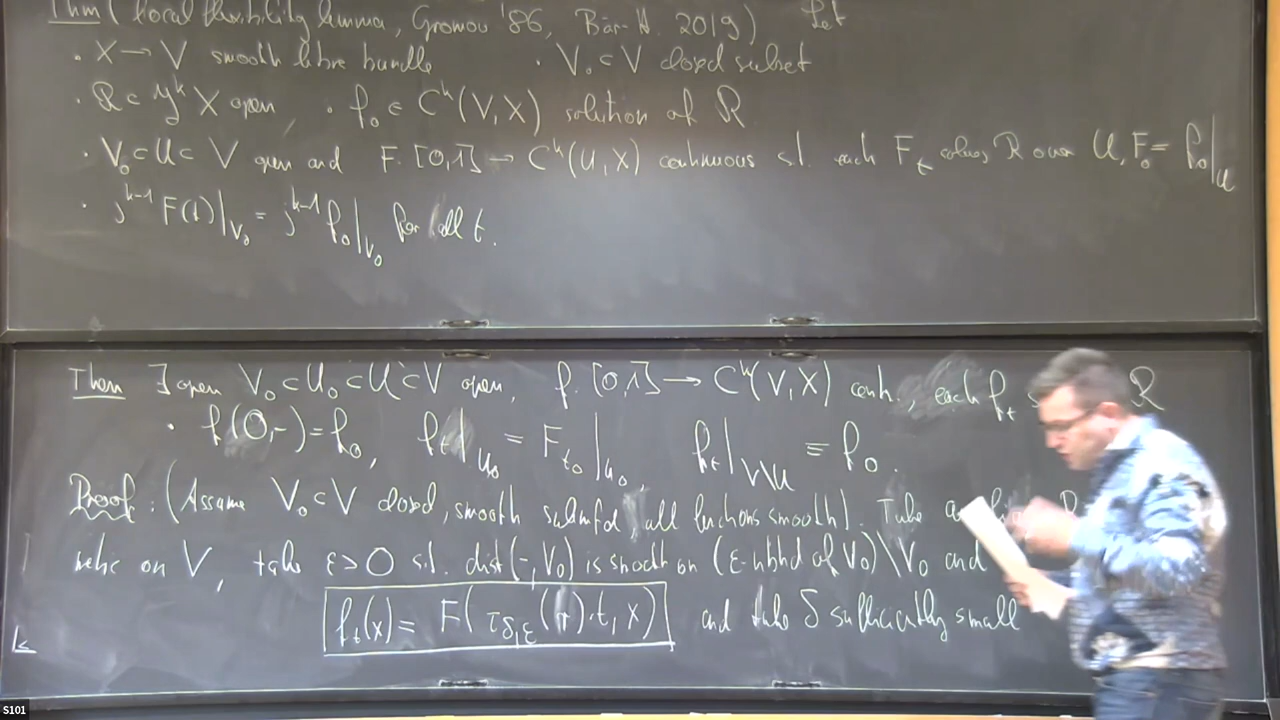 Thm (local flexibility lemma, Gromov '86, Bär-H. 2019) Let
· X → V smooth fibre bundle · V₀ ⊂ V closed subset
· R ⊂ J^k X open, · f₀ ∈ C^k(V,X) solution of R
· V₀ ⊂ U ⊂ V open and F: [0,1] → C^k(U,X) continuous s.t. each F_t solves R over U, F₀ = f₀|_U
· j^{k-1} F(t)|_{V₀} = j^{k-1} f₀|_{V₀} for all t.
Then ∃ open V₀ ⊂ U₀ ⊂ U ⊂ V open, f: [0,1] → C^k(V,X) cont., each f_t R
· f(0,-) = f₀, f_t|_{U₀} = F_{t₀}|_{U₀}, f_t|_{V\U} ≡ f₀.
Proof: (Assume V₀ ⊂ V closed, smooth submfd, all functions smooth). Take
metric on V, take ε>0 s.t. dist(-,V₀) is smooth on (ε-nbhd of V₀)\V₀ and
f_t(x) = F(τ_{δ,ε}(r)·t, x) and take δ sufficiently small
S101